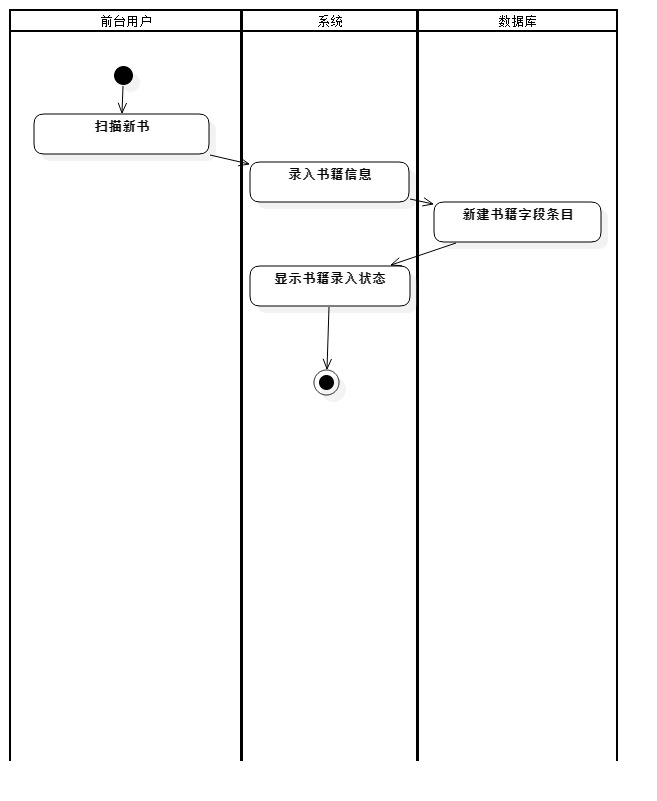 前台用户
系统
数据库
扫描新书
录入书籍信息
新建书籍字段条目
显示书籍录入状态